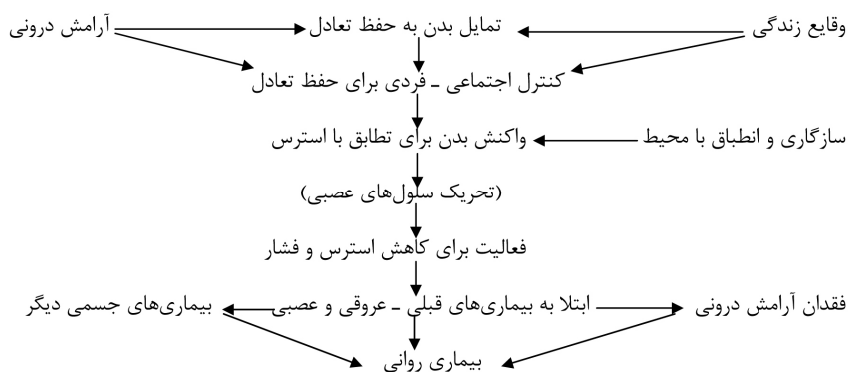 وقایع زندگی تمایل بدن به حفظ تعادل آرامش درونی
کنترل اجتماعی ـ فردی برای حفظ تعادل
سازگاری و انطباق با محیط واکنش بدن برای تطابق با استرس
(تحریک سلول‌های عصبی)
فعالیت برای کاهش استرس و فشار
فقدان آرامش درونی ابتلا به بیماری‌های قبلی ـ عروقی و عصبی بیماری‌های جسمی دیگر
بیماری روانی